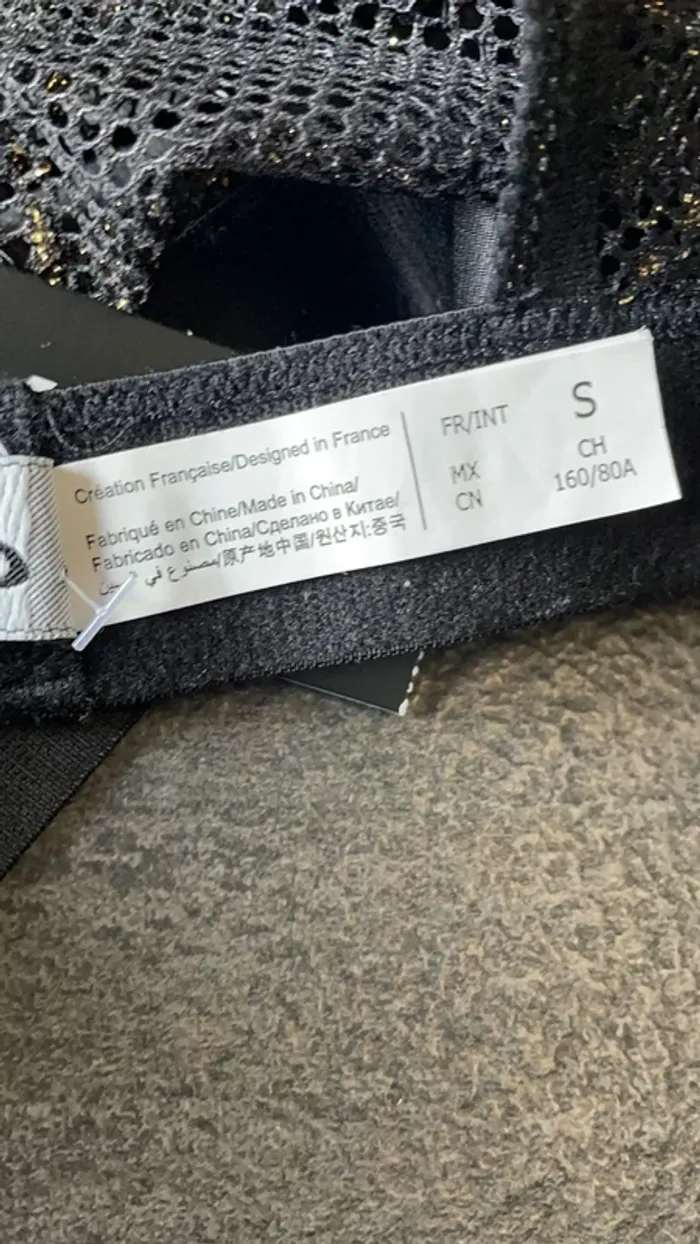 Création Française/Designed in France
Fabriqué en Chine/Made in China/
Fabricado en China/Сделано в Китае/
مصنوع في /原产地中国/원산지:중국
FR/INT S
MX CH
CN 160/80A